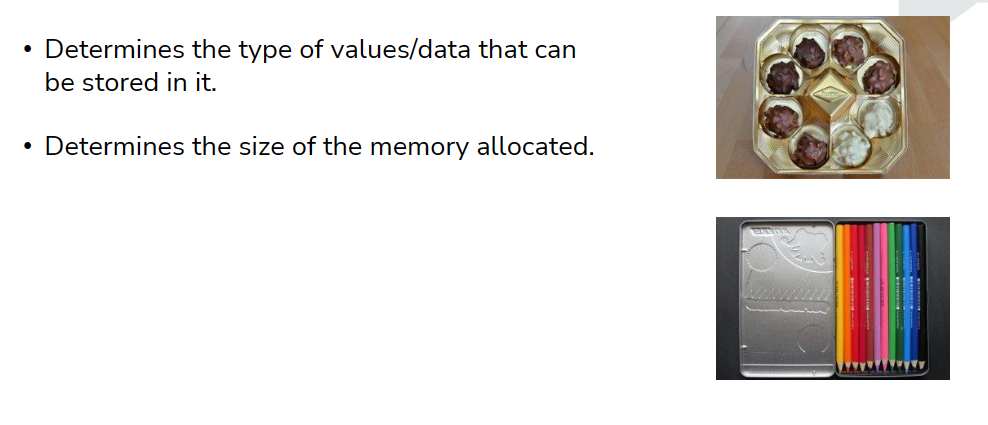 • Determines the type of values/data that can
be stored in it.
• Determines the size of the memory allocated.